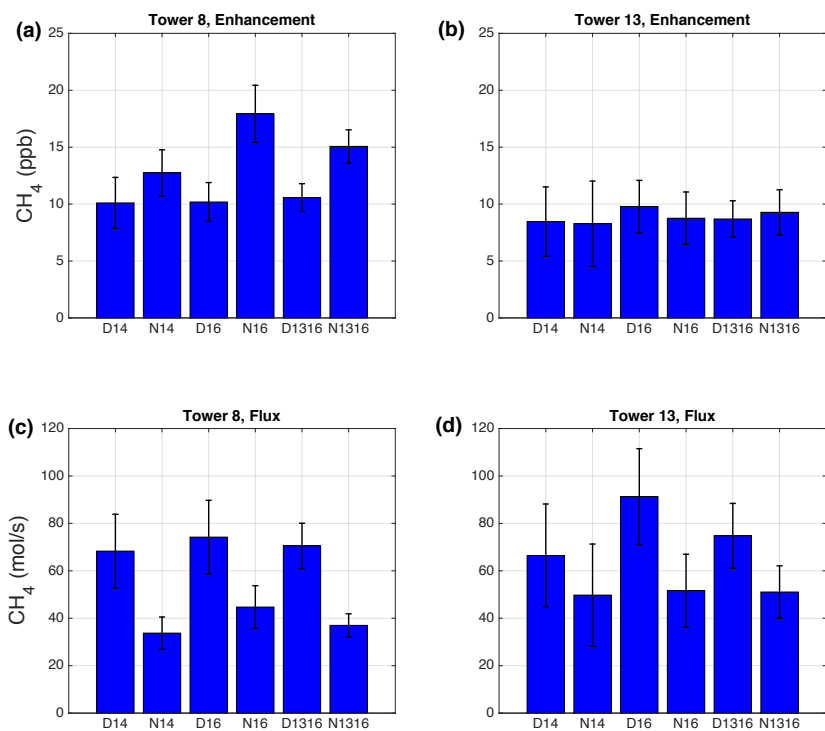 (a)
Tower 8, Enhancement
25
20
15
10
5
0
CH4 (ppb)
D14 N14 D16 N16 D1316 N1316
(b)
Tower 13, Enhancement
25
20
15
10
5
0
D14 N14 D16 N16 D1316 N1316
(c)
Tower 8, Flux
120
100
80
60
40
20
0
CH4 (mol/s)
D14 N14 D16 N16 D1316 N1316
(d)
Tower 13, Flux
120
100
80
60
40
20
0
D14 N14 D16 N16 D1316 N1316